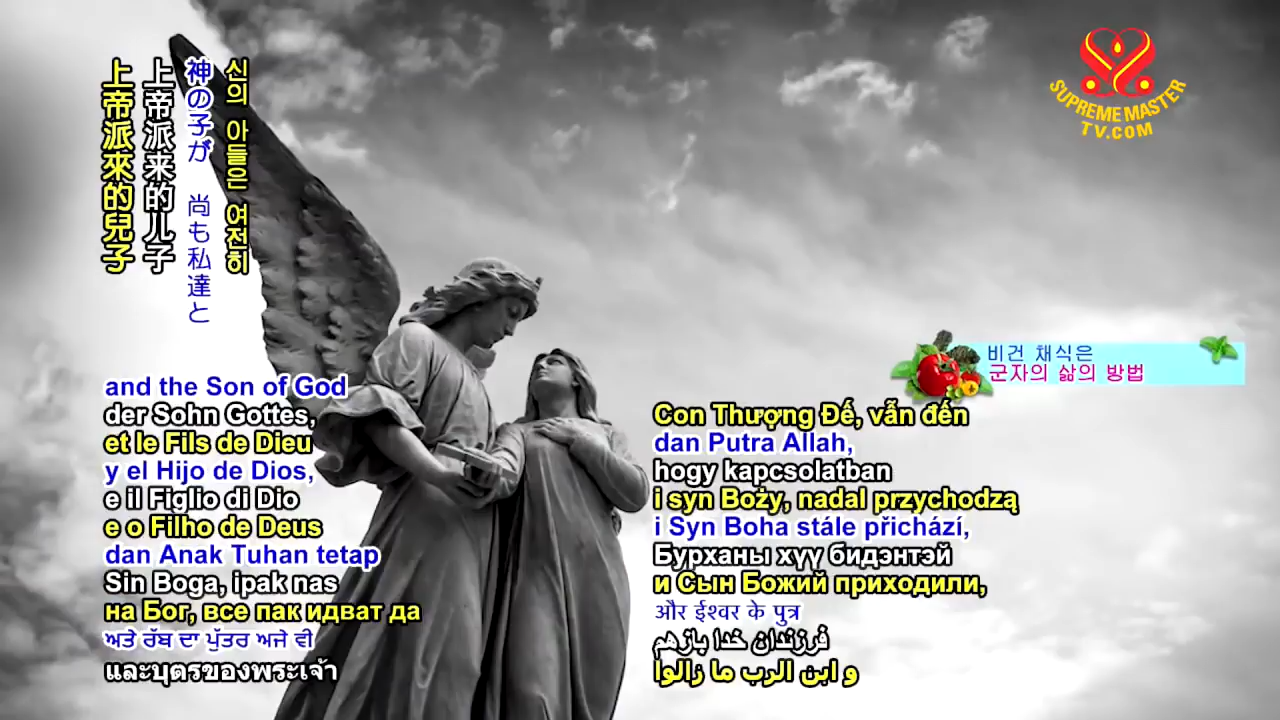 上帝派來的兒子
上帝派来的儿子
神の子が 尚も私達と
신의 아들은 여전히
SUPREME MASTER
TV.COM
비건 채식은
군자의 삶의 방법
and the Son of God
der Sohn Gottes,
et le Fils de Dieu
y el Hijo de Dios,
e il Figlio di Dio
e o Filho de Deus
dan Anak Tuhan tetap
Sin Boga, ipak nas
на Бог, все пак идват да
ਅਤੇ ਰੱਬ ਦਾ ਪੁੱਤਰ ਅਜੇ ਵੀ
และบุตรของพระเจ้า
Con Thượng Đế, vẫn đến
dan Putra Allah,
hogy kapcsolatban
i syn Boży, nadal przychodzą
i Syn Boha stále přichází,
Бурханы хүү бидэнтэй
и Сын Божий приходили,
और ईश्वर के पुत्र
فرزندان خدا بازهم
و ابن الرب ما زالوا